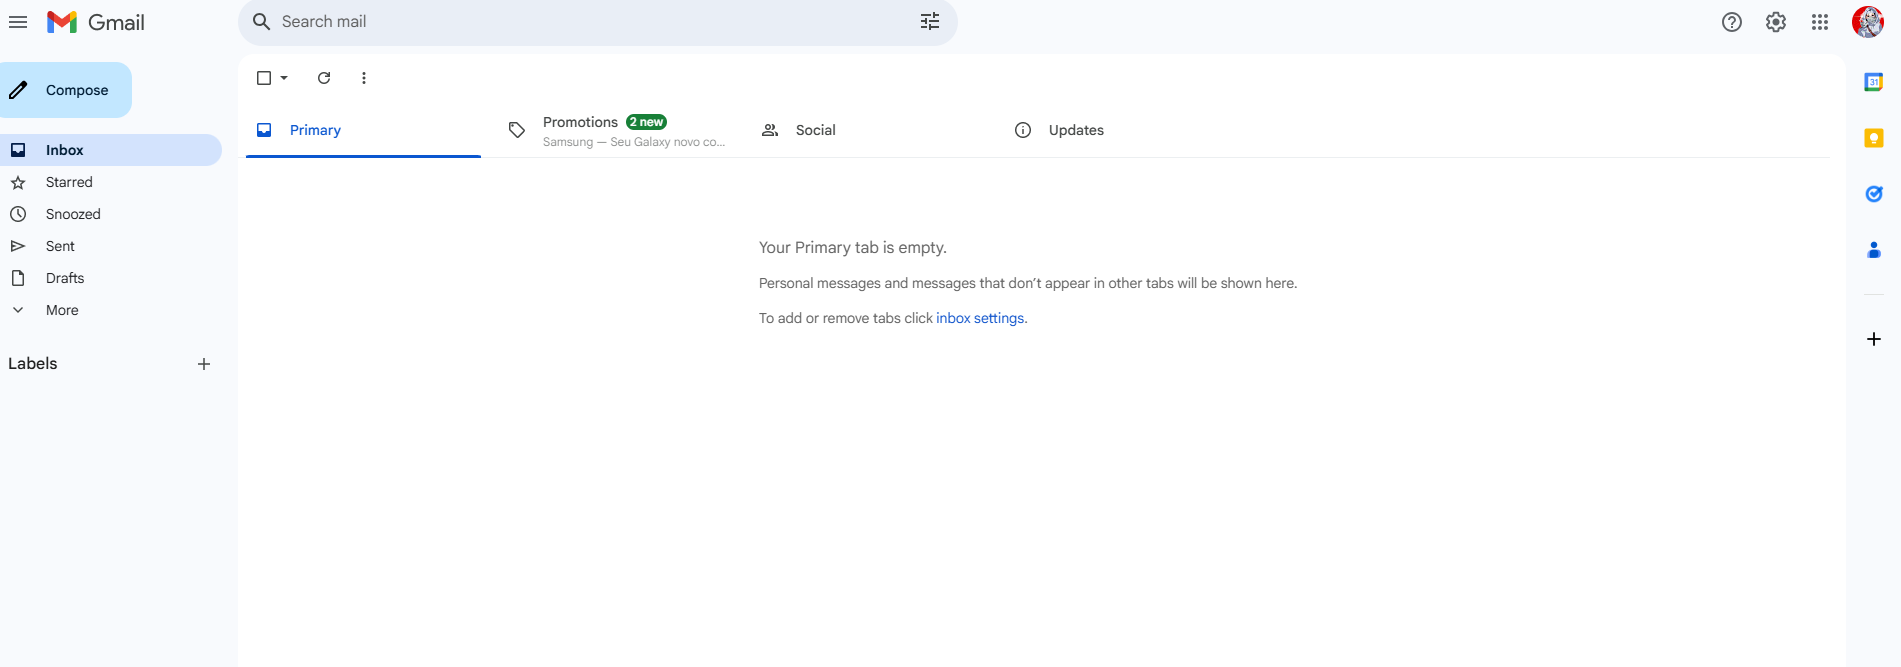 Gmail
Search mail
Compose
Inbox
Starred
Snoozed
Sent
Drafts
More
Labels
Primary
Promotions 2 new
Samsung — Seu Galaxy novo co...
Social
Updates
Your Primary tab is empty.
Personal messages and messages that don’t appear in other tabs will be shown here.
To add or remove tabs click inbox settings.
31